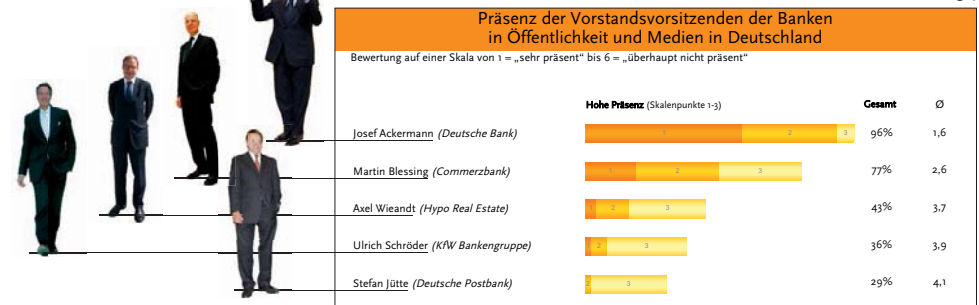 Präsenz der Vorstandsvorsitzenden der Banken
in Öffentlichkeit und Medien in Deutschland
Bewertung auf einer Skala von 1 = „sehr präsent“ bis 6 = „überhaupt nicht präsent“
Hohe Präsenz (Skalenpunkte 1-3) Gesamt Ø
Josef Ackermann (Deutsche Bank) 1 2 3 96% 1,6
Martin Blessing (Commerzbank) 1 2 3 77% 2,6
Axel Wieandt (Hypo Real Estate) 1 2 3 43% 3,7
Ulrich Schröder (KfW Bankengruppe) 1 2 3 36% 3,9
Stefan Jütte (Deutsche Postbank) 2 3 29% 4,1